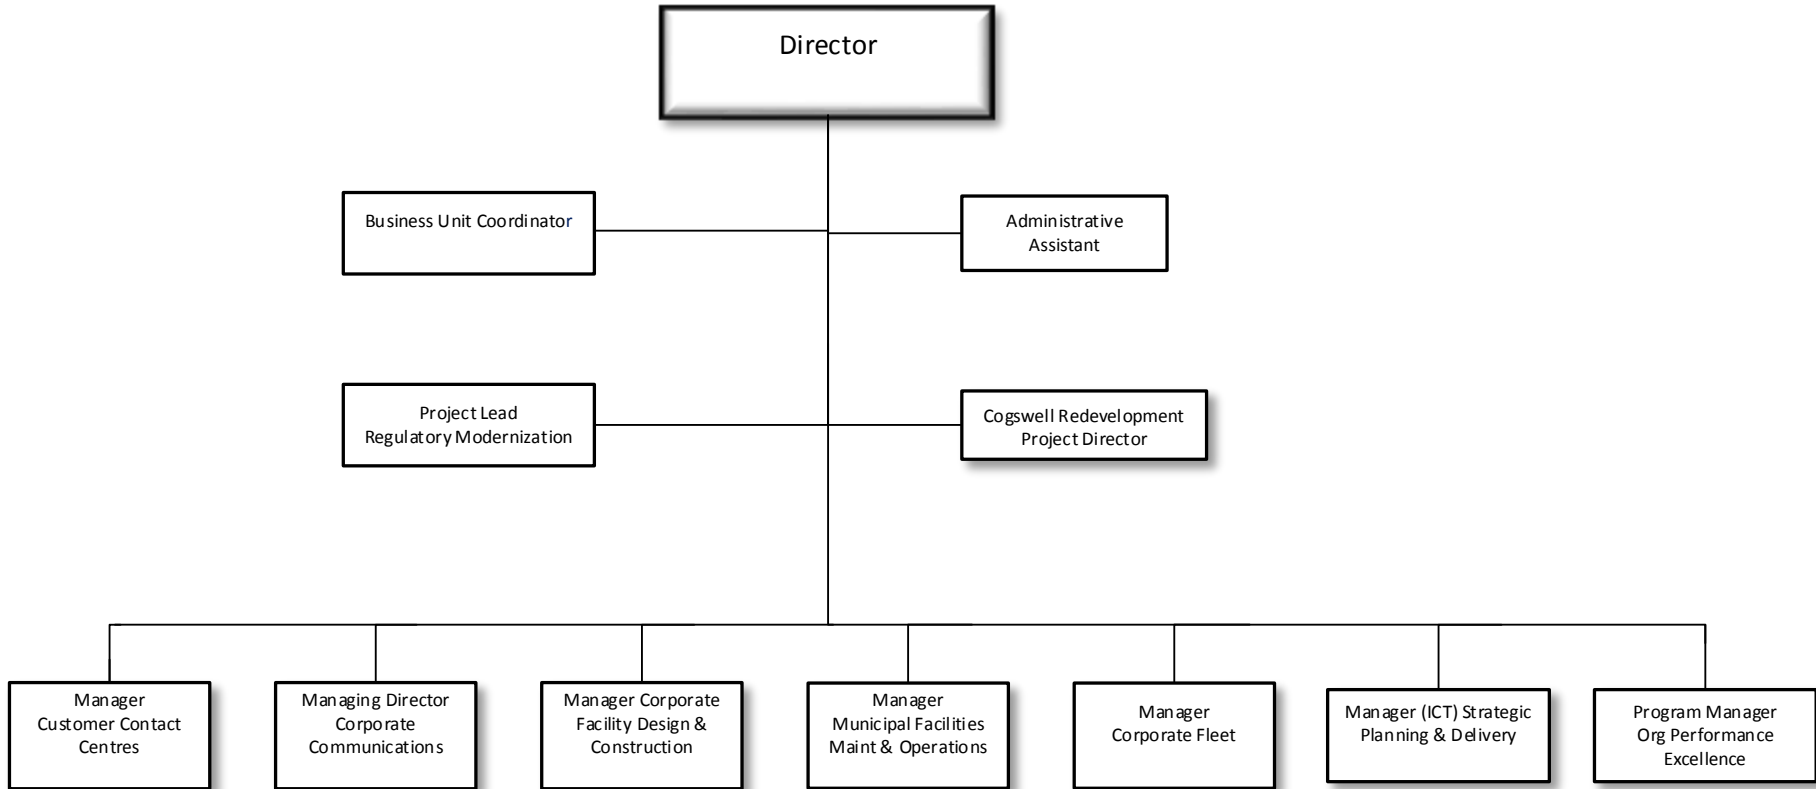 Director
Business Unit Coordinator
Administrative
Assistant
Project Lead
Regulatory Modernization
Cogswell Redevelopment
Project Director
Manager
Customer Contact
Centres
Managing Director
Corporate
Communications
Manager Corporate
Facility Design &
Construction
Manager
Municipal Facilities
Maint & Operations
Manager
Corporate Fleet
Manager (ICT) Strategic
Planning & Delivery
Program Manager
Org Performance
Excellence